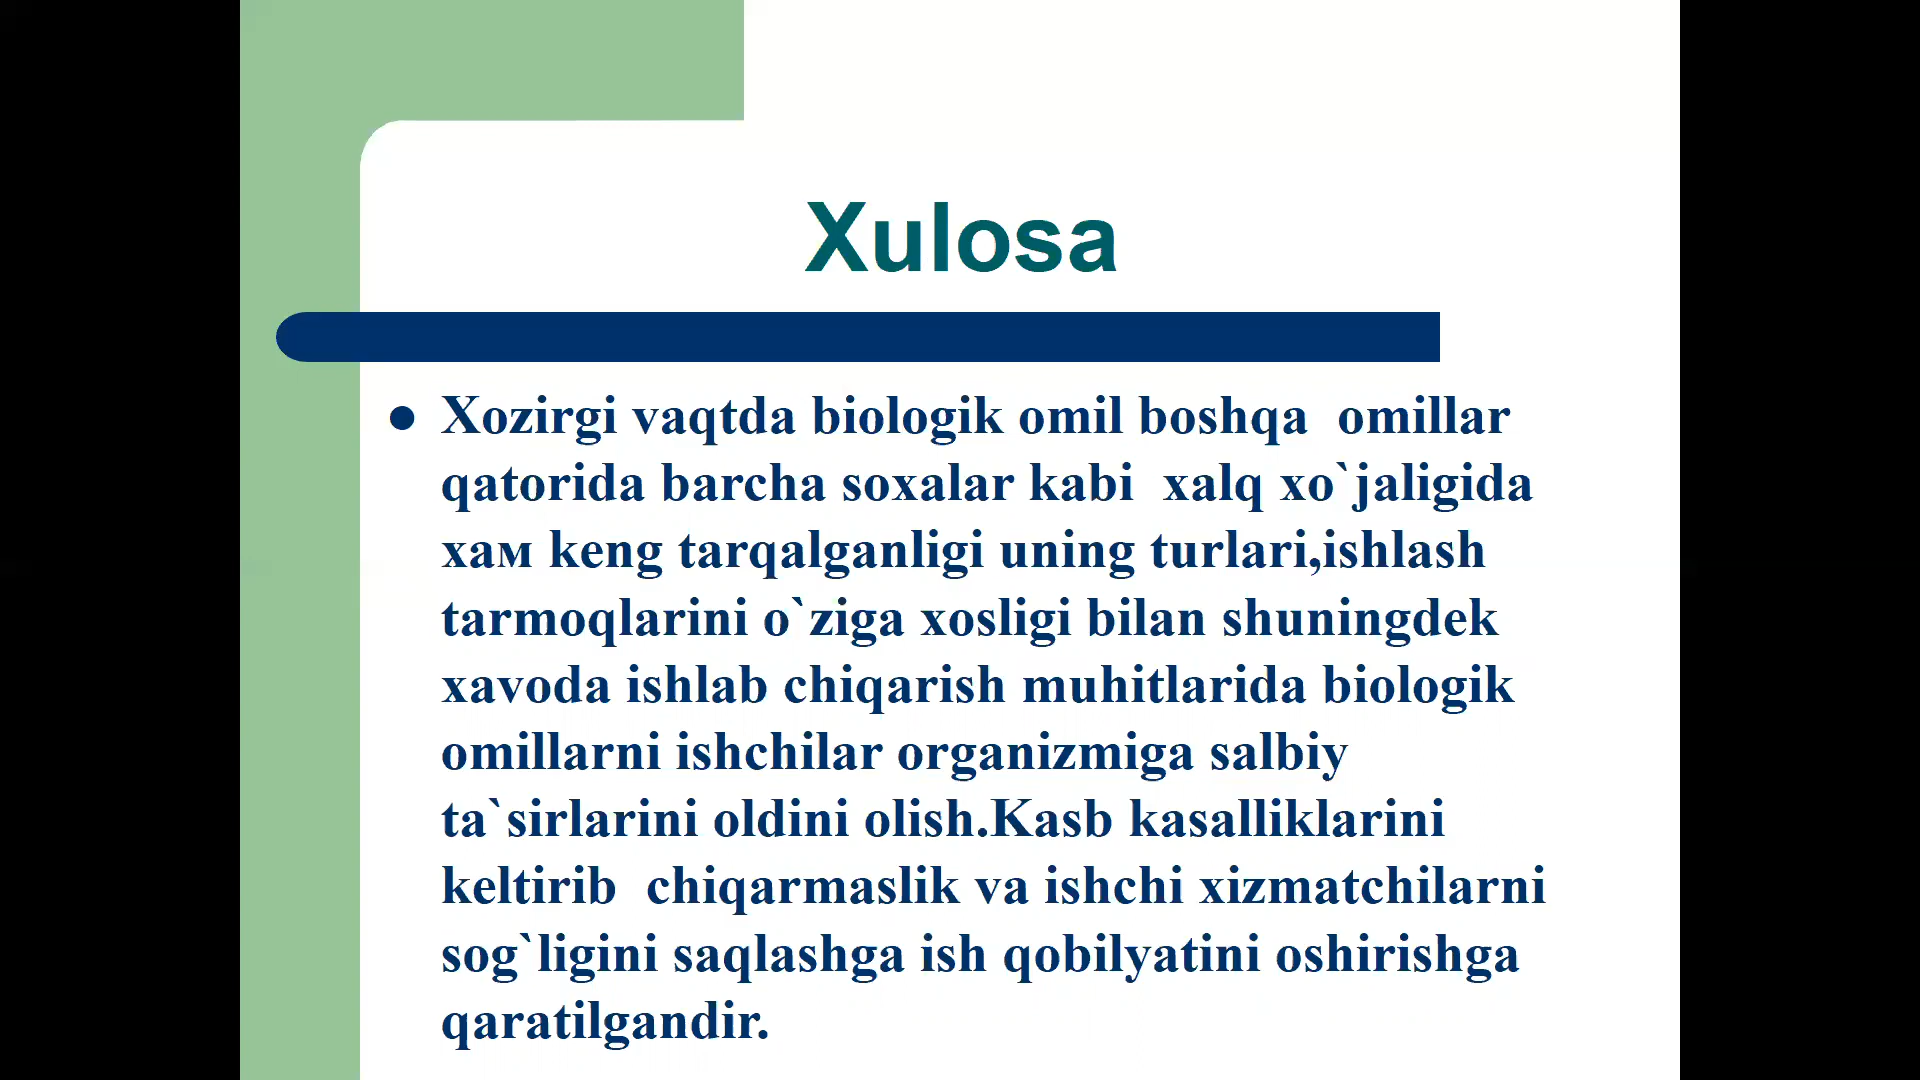 Xulosa
● Xozirgi vaqtda biologik omil boshqa  omillar
qatorida barcha soxalar kabi  xalq xo`jaligida
xaм keng tarqalganligi uning turlari,ishlash
tarmoqlarini o`ziga xosligi bilan shuningdek
xavoda ishlab chiqarish muhitlarida biologik
omillarni ishchilar organizmiga salbiy
ta`sirlarini oldini olish.Kasb kasalliklarini
keltirib  chiqarmaslik va ishchi xizmatchilarni
sog`ligini saqlashga ish qobilyatini oshirishga
qaratilgandir.